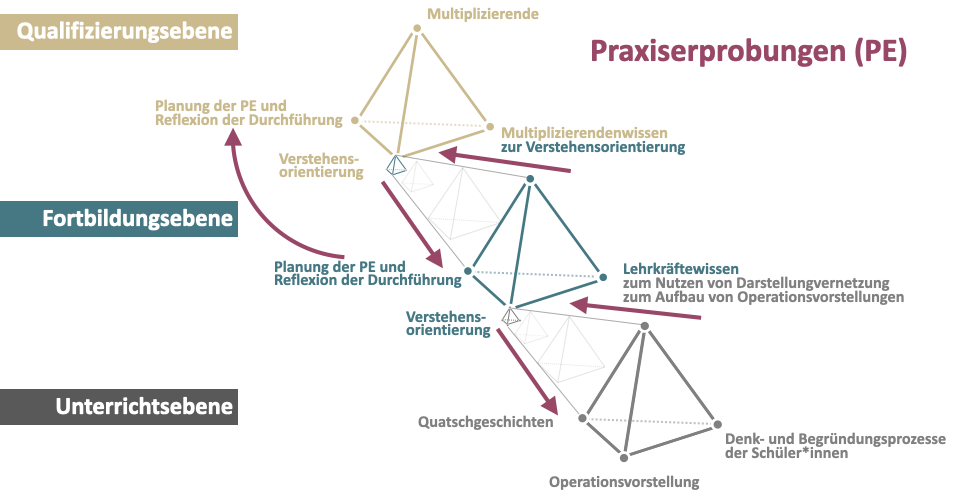 Multiplizierende
Qualifizierungsebene
Praxiserprobungen (PE)
Planung der PE und
Reflexion der Durchführung
Multiplizierendenwissen
zur Verstehensorientierung
Verstehens-
orientierung
Fortbildungsebene
Planung der PE und
Reflexion der Durchführung
Lehrkräftewissen
zum Nutzen von Darstellungvernetzung
zum Aufbau von Operationsvorstellungen
Verstehens-
orientierung
Unterrichtsebene
Quatschgeschichten
Denk- und Begründungsprozesse
der Schüler*innen
Operationsvorstellung